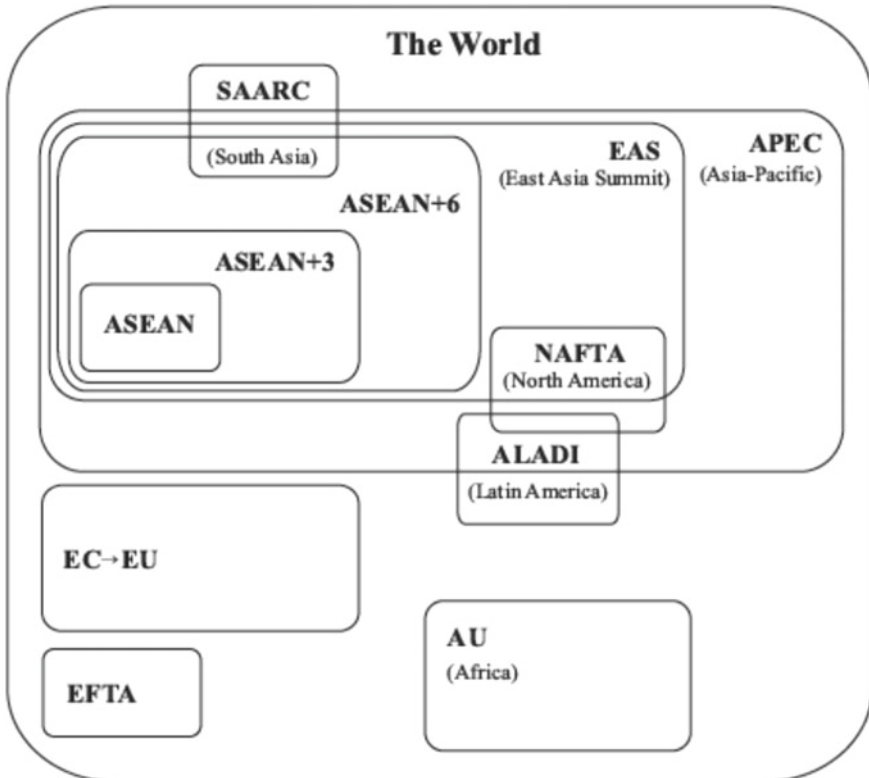 The World
SAARC
(South Asia)
EAS
(East Asia Summit)
APEC
(Asia-Pacific)
ASEAN+6
ASEAN+3
ASEAN
NAFTA
(North America)
ALADI
(Latin America)
EC→EU
AU
(Africa)
EFTA